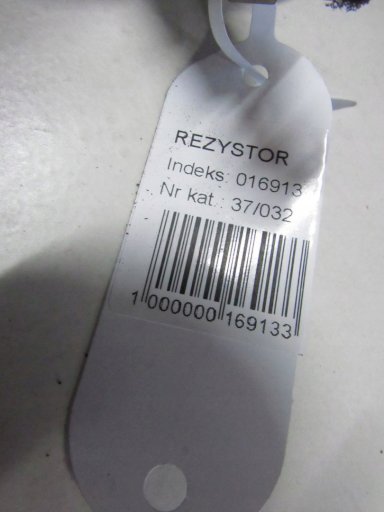 REZYSTOR
Indeks: 016913
Nr kat.: 37/032
1 000000 169133